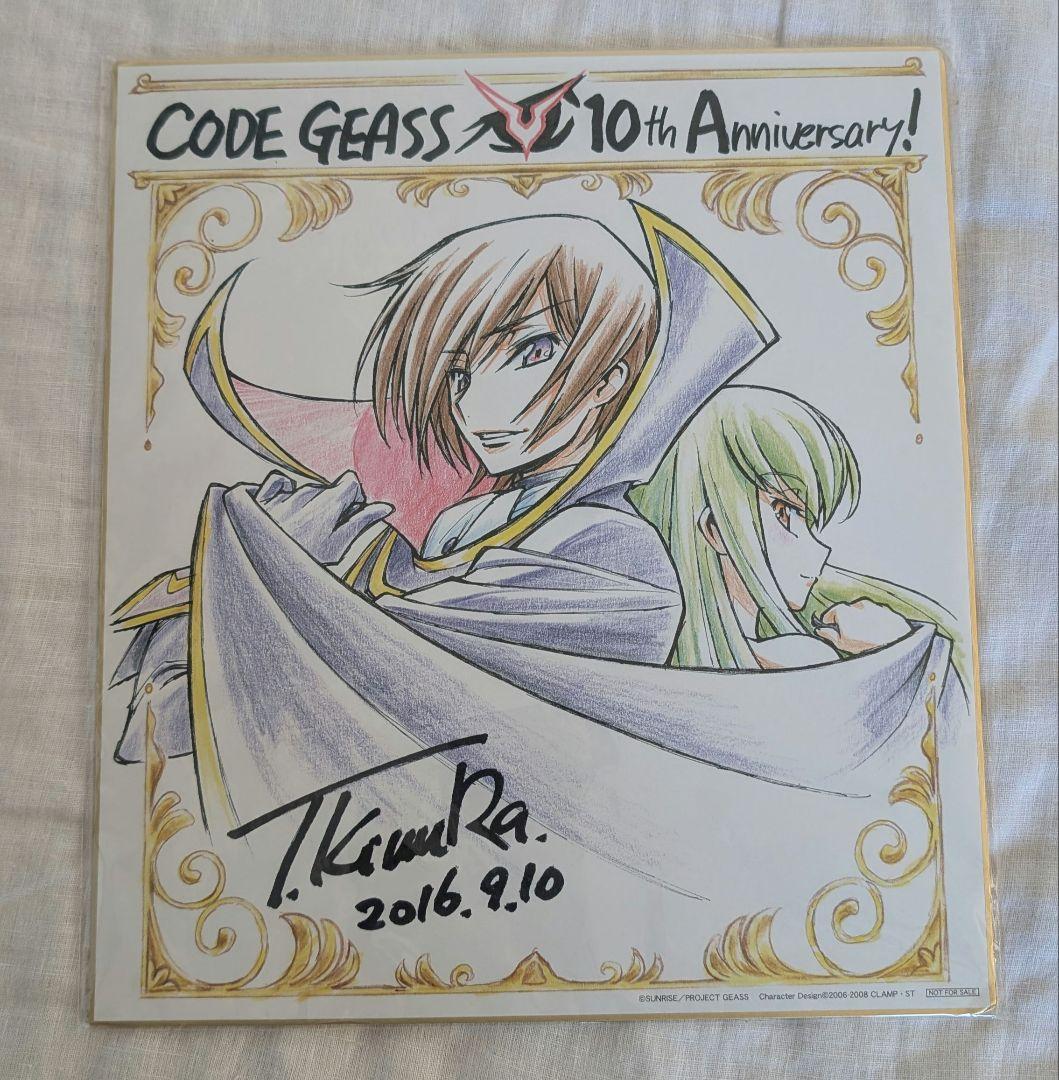 CODE GEASS 10th Anniversary!
T.KimuRa.
2016.9.10
©SUNRISE/PROJECT GEASS Character Design©2006-2008 CLAMP・ST NOT FOR SALE